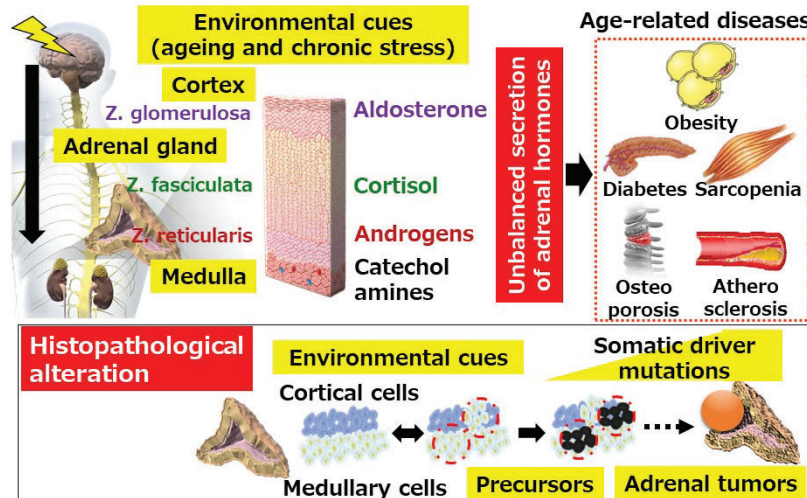 Environmental cues
(ageing and chronic stress)
Age-related diseases
Cortex
Z. glomerulosa
Aldosterone
Adrenal gland
Z. fasciculata
Cortisol
Z. reticularis
Androgens
Medulla
Catechol
amines
Unbalanced secretion
of adrenal hormones
Obesity
Diabetes
Sarcopenia
Osteo
porosis
Athero
sclerosis
Histopathological
alteration
Environmental cues
Somatic driver
mutations
Cortical cells
Medullary cells
Precursors
Adrenal tumors